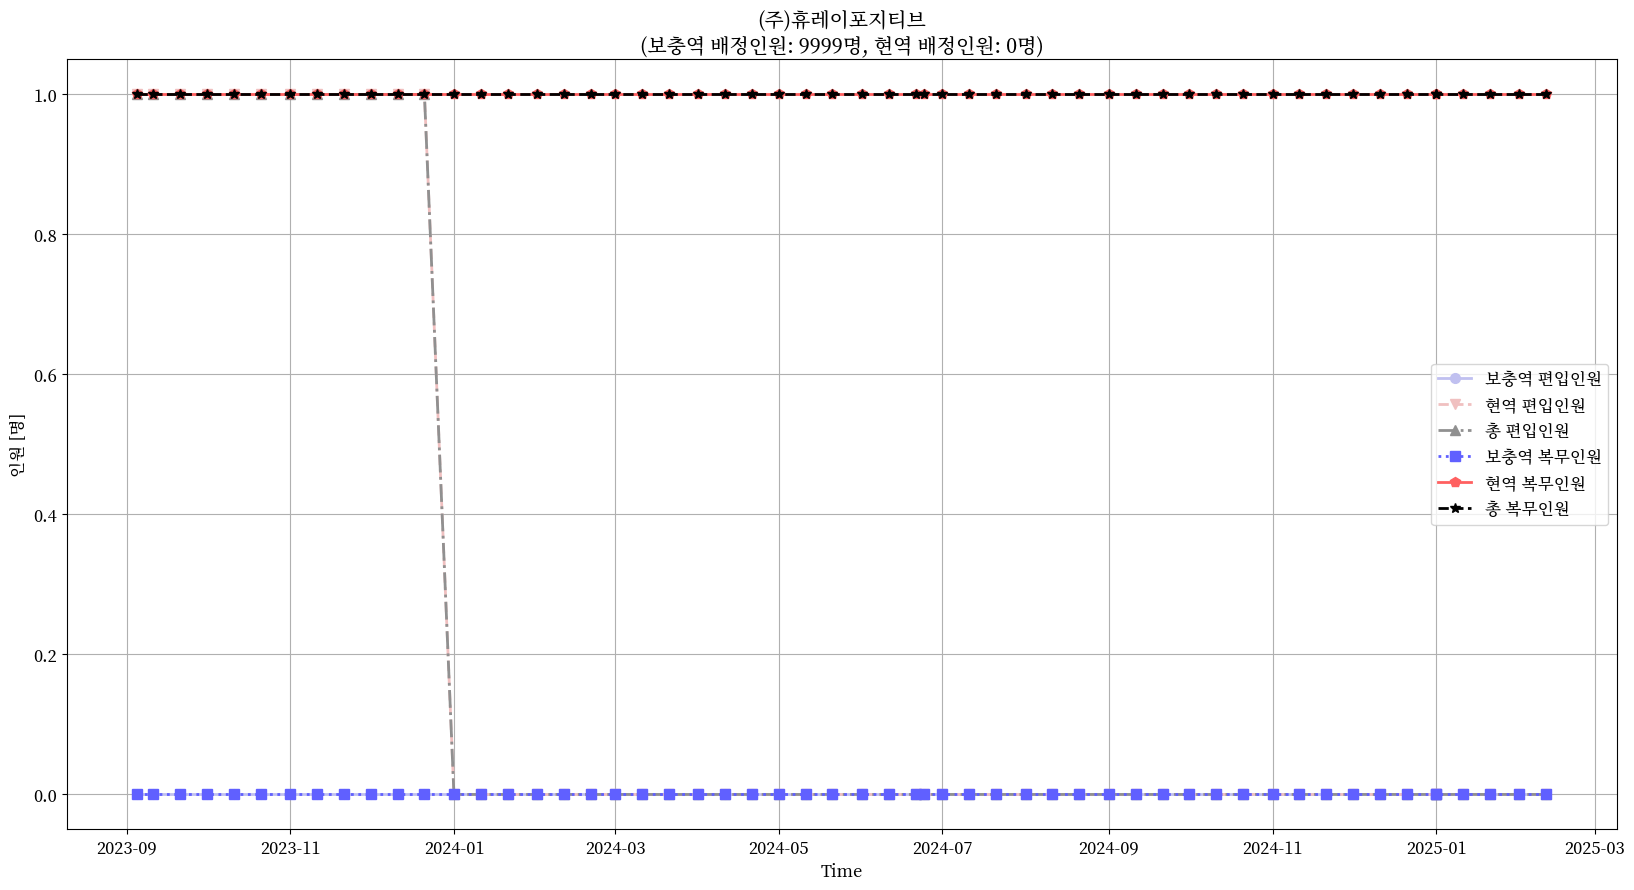 (주)휴레이포지티브
(보충역 배정인원: 9999명, 현역 배정인원: 0명)
인원 [명]
1.0
0.8
0.6
0.4
0.2
0.0
보충역 편입인원
현역 편입인원
총 편입인원
보충역 복무인원
현역 복무인원
총 복무인원
2023-09
2023-11
2024-01
2024-03
2024-05
2024-07
2024-09
2024-11
2025-01
2025-03
Time